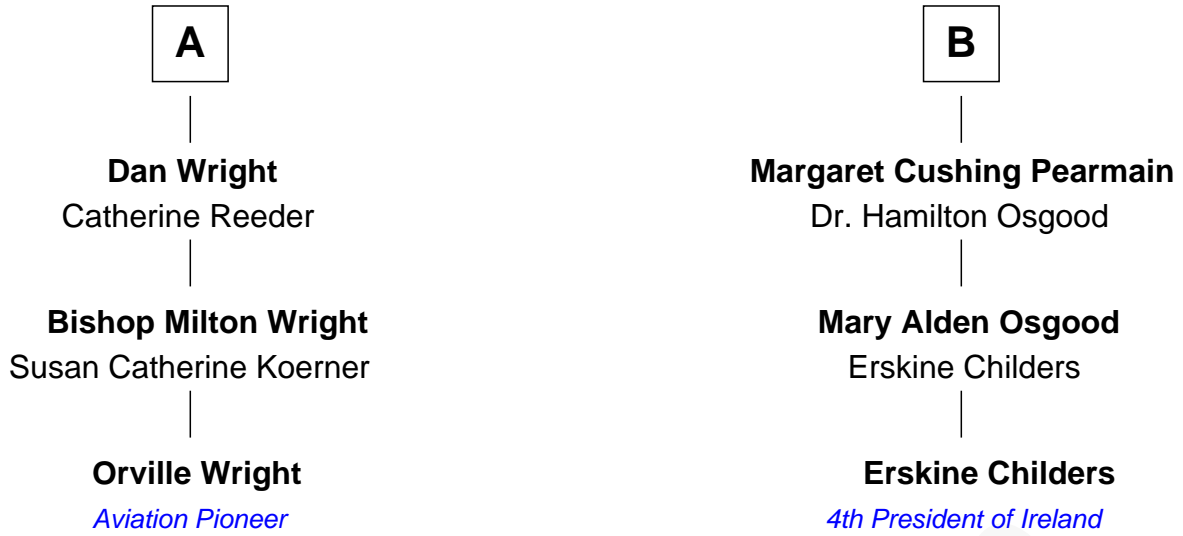 A
Dan Wright
Catherine Reeder
Bishop Milton Wright
Susan Catherine Koerner
Orville Wright
Aviation Pioneer
B
Margaret Cushing Pearmain
Dr. Hamilton Osgood
Mary Alden Osgood
Erskine Childers
Erskine Childers
4th President of Ireland